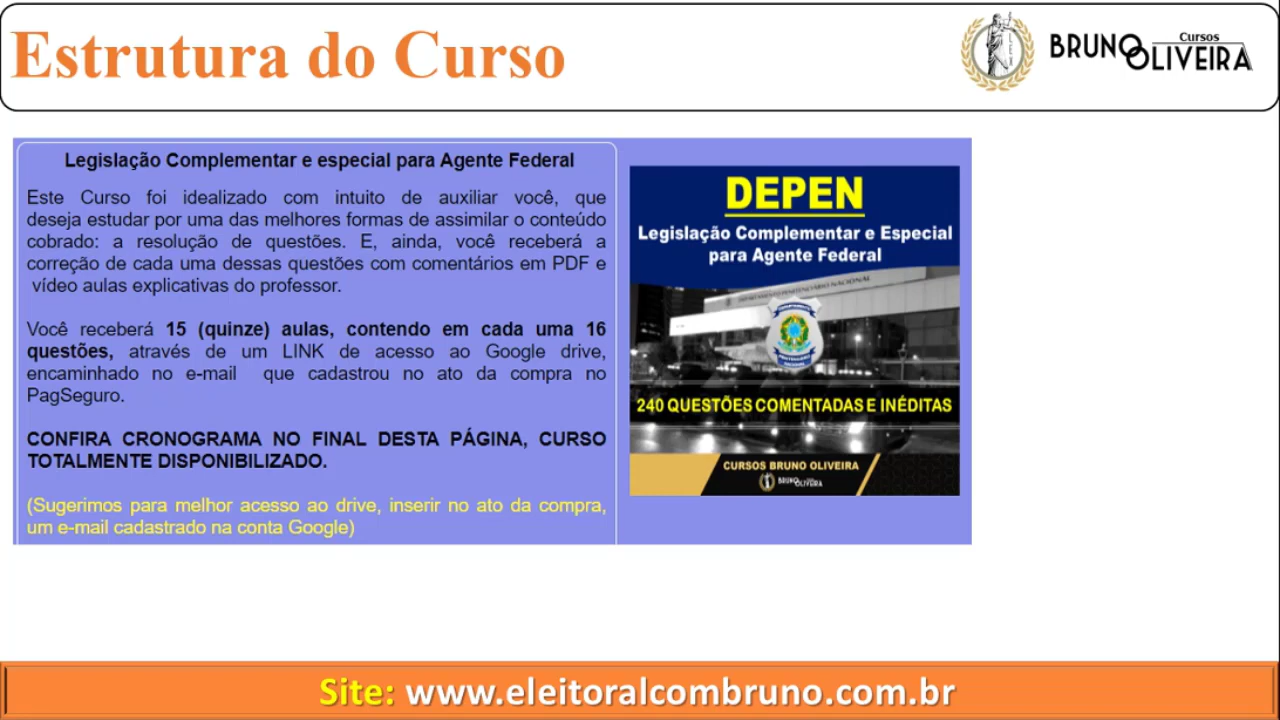 Estrutura do Curso
Cursos
BRUNO
OLIVEIRA
Legislação Complementar e especial para Agente Federal
Este Curso foi idealizado com intuito de auxiliar você, que
deseja estudar por uma das melhores formas de assimilar o conteúdo
cobrado: a resolução de questões. E, ainda, você receberá a
correção de cada uma dessas questões com comentários em PDF e
vídeo aulas explicativas do professor.
Você receberá 15 (quinze) aulas, contendo em cada uma 16
questões, através de um LINK de acesso ao Google drive,
encaminhado no e-mail que cadastrou no ato da compra no
PagSeguro.
CONFIRA CRONOGRAMA NO FINAL DESTA PÁGINA, CURSO
TOTALMENTE DISPONIBILIZADO.
(Sugerimos para melhor acesso ao drive, inserir no ato da compra,
um e-mail cadastrado na conta Google)
DEPEN
Legislação Complementar e Especial
para Agente Federal
DEPARTAMENTO PENITENCIÁRIO NACIONAL
240 QUESTÕES COMENTADAS E INÉDITAS
CURSOS BRUNO OLIVEIRA
BRUNO
OLIVEIRA
Site: www.eleitoralcombruno.com.br